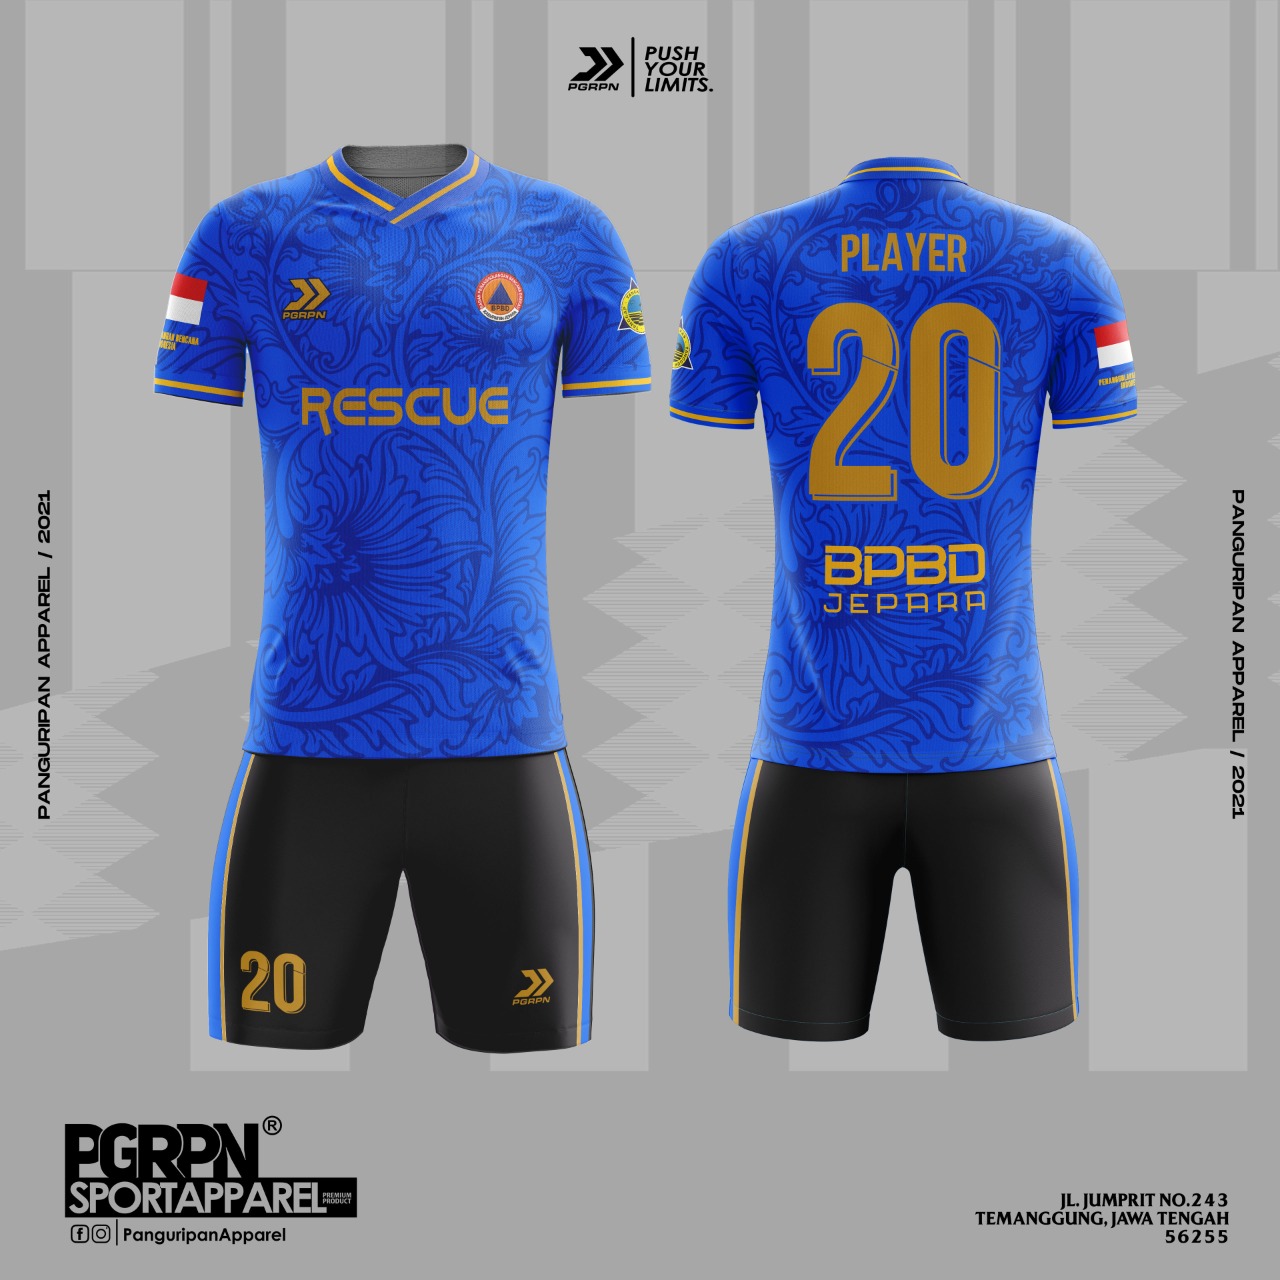 PGRPN
PUSH
YOUR
LIMITS.
PGRPN
BPBD
RESCUE
PLAYER
20
BPBD
JEPARA
20
PGRPN
PANGURIPAN APPAREL / 2021
PANGURIPAN APPAREL / 2021
PGRPN®
SPORTAPPAREL PREMIUM
PRODUCT
PanguripanApparel
JL. JUMPRIT NO.243
TEMANGGUNG, JAWA TENGAH
56255